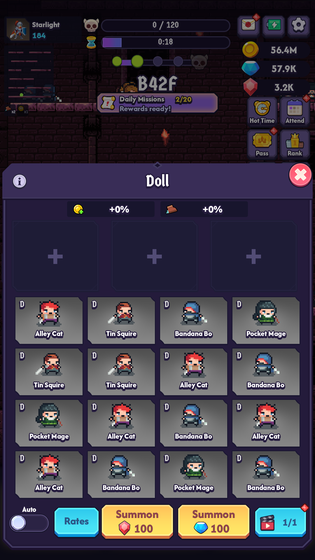 Starlight
184
0 / 120
0:18
56.4M
57.9K
3.2K
B42f
Daily Missions 2/20
Rewards ready!
Hot Time
Attend
Pass
Rank
Doll
+0%
+0%
D
D
D
D
Alley Cat
Tin Squire
Bandana Bo
Pocket Mage
D
D
D
D
Tin Squire
Tin Squire
Alley Cat
Bandana Bo
D
D
D
D
Pocket Mage
Alley Cat
Bandana Bo
Alley Cat
D
D
D
D
Alley Cat
Bandana Bo
Pocket Mage
Bandana Bo
Auto
Rates
Summon
100
Summon
100
1/1